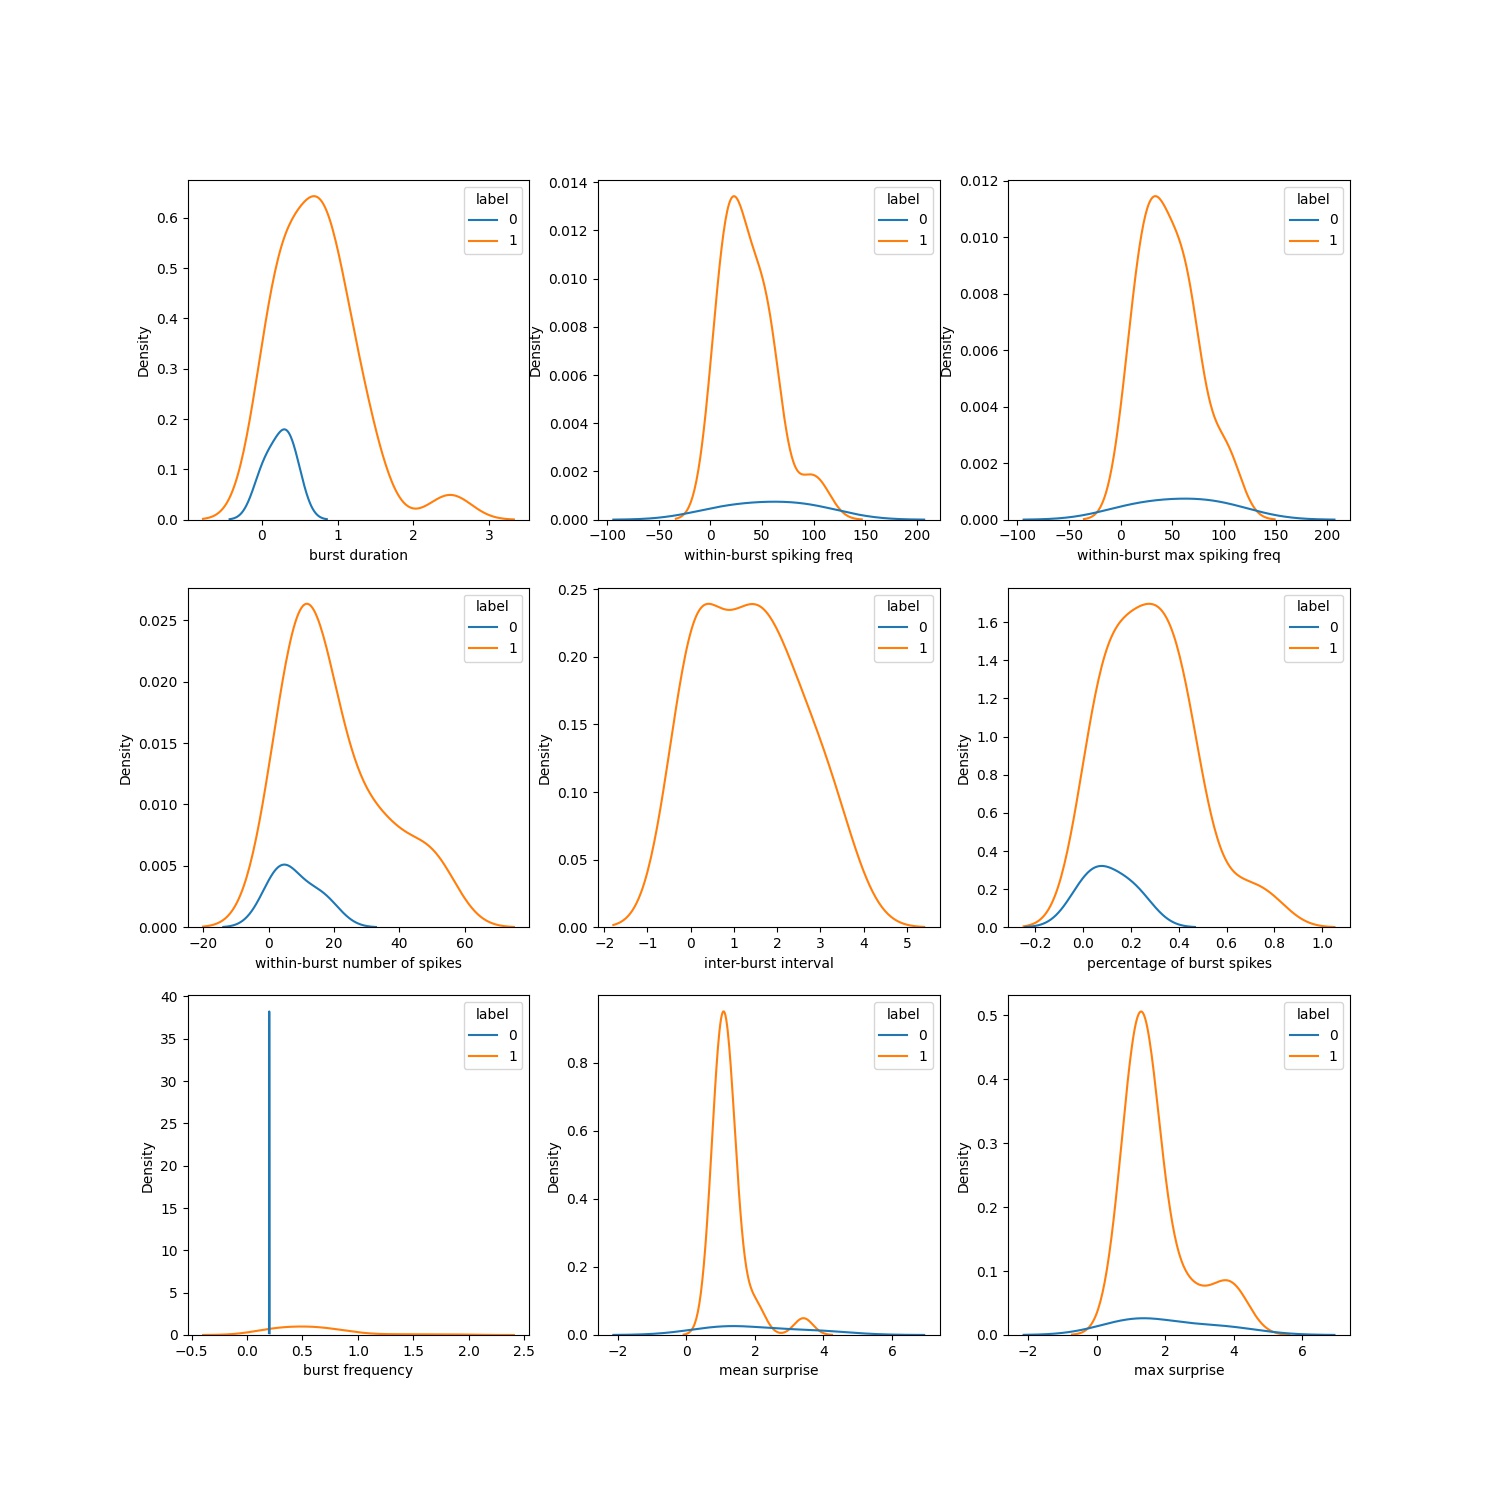 label
0
1
0.6
0.5
0.4
0.3
0.2
0.1
0.0
Density
0 1 2 3
burst duration
label
0
1
0.014
0.012
0.010
0.008
0.006
0.004
0.002
0.000
Density
−100 −50 0 50 100 150 200
within-burst spiking freq
label
0
1
0.012
0.010
0.008
0.006
0.004
0.002
0.000
Density
−100 −50 0 50 100 150 200
within-burst max spiking freq
label
0
1
0.025
0.020
0.015
0.010
0.005
0.000
Density
−20 0 20 40 60
within-burst number of spikes
label
0
1
0.25
0.20
0.15
0.10
0.05
0.00
Density
−2 −1 0 1 2 3 4 5
inter-burst interval
label
0
1
1.6
1.4
1.2
1.0
0.8
0.6
0.4
0.2
0.0
Density
−0.2 0.0 0.2 0.4 0.6 0.8 1.0
percentage of burst spikes
label
0
1
40
35
30
25
20
15
10
5
0
Density
−0.5 0.0 0.5 1.0 1.5 2.0 2.5
burst frequency
label
0
1
0.8
0.6
0.4
0.2
0.0
Density
−2 0 2 4 6
mean surprise
label
0
1
0.5
0.4
0.3
0.2
0.1
0.0
Density
−2 0 2 4 6
max surprise